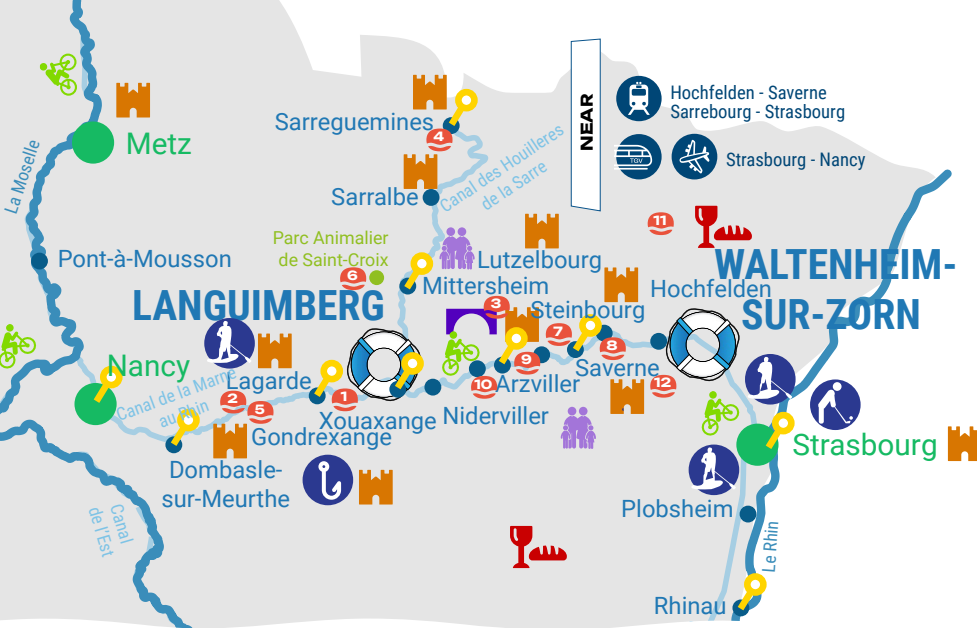 NEAR
Hochfelden - Saverne
Sarrebourg - Strasbourg
TGV
Strasbourg - Nancy
Metz
La Moselle
Sarreguemines
4
Canal des Houilleres
de la Sarre
Sarralbe
Pont-à-Mousson
Parc Animalier
de Saint-Croix
6
11
Lutzelbourg
Mittersheim
WALTENHEIM-
SUR-ZORN
Hochfelden
LANGUIMBERG
3
Steinbourg
7
8
9
Saverne
Nancy
Lagarde
Canal de la Marne
au Rhin
2
5
1
10
Arzviller
12
Xouaxange
Niderviller
Gondrexange
Strasbourg
Dombasle-
sur-Meurthe
Canal
de l'Est
Plobsheim
Le Rhin
Rhinau